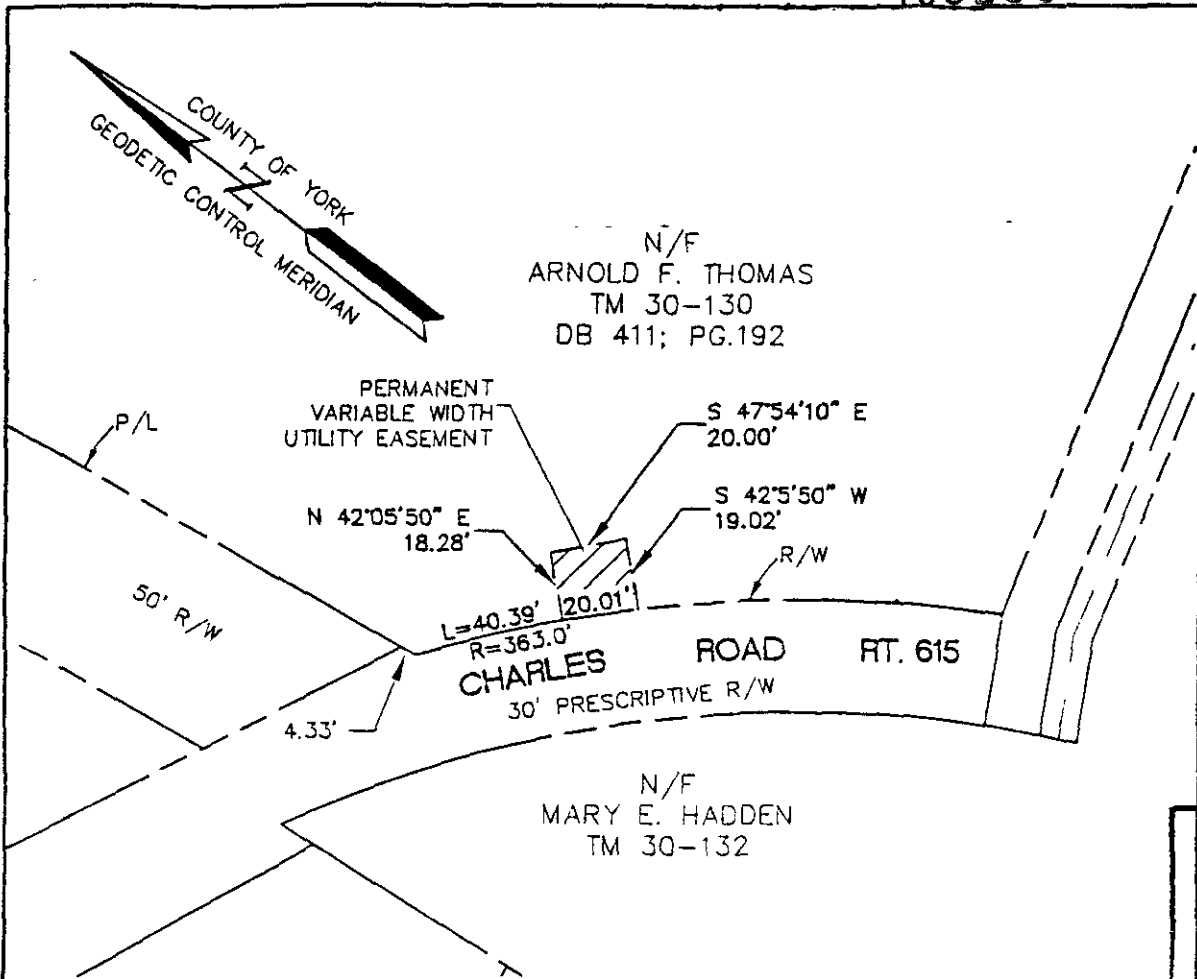 COUNTY OF YORK
N
GEODETIC CONTROL MERIDIAN
N/F
ARNOLD F. THOMAS
TM 30-130
DB 411; PG.192
PERMANENT
VARIABLE WIDTH
UTILITY EASEMENT
S 47°54'10" E
20.00'
P/L
S 42°5'50" W
19.02'
N 42°05'50" E
18.28'
R/W
50' R/W
L=40.39'
20.01'
R=363.0'
CHARLES ROAD RT. 615
30' PRESCRIPTIVE R/W
4.33'
N/F
MARY E. HADDEN
TM 30-132